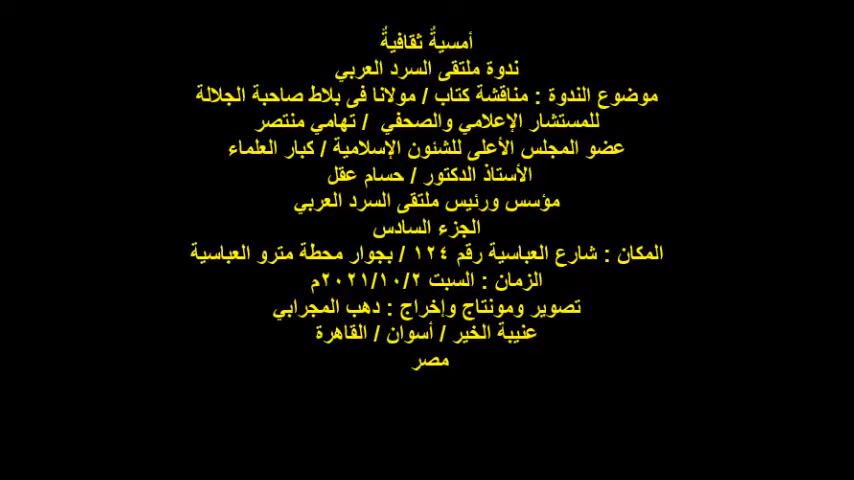 أمسيةٌ ثقافيةٌ
ندوة ملتقى السرد العربي
موضوع الندوة : مناقشة كتاب / مولانا فى بلاط صاحبة الجلالة
للمستشار الإعلامي والصحفي / تهامي منتصر
عضو المجلس الأعلى للشئون الإسلامية / كبار العلماء
الأستاذ الدكتور / حسام عقل
مؤسس ورئيس ملتقى السرد العربي
الجزء السادس
المكان : شارع العباسية رقم ١٢٤ / بجوار محطة مترو العباسية
الزمان : السبت ٢٠٢١/١٠/٢م
تصوير ومونتاج وإخراج : دهب المجرابي
عنيبة الخير / أسوان / القاهرة
مصر